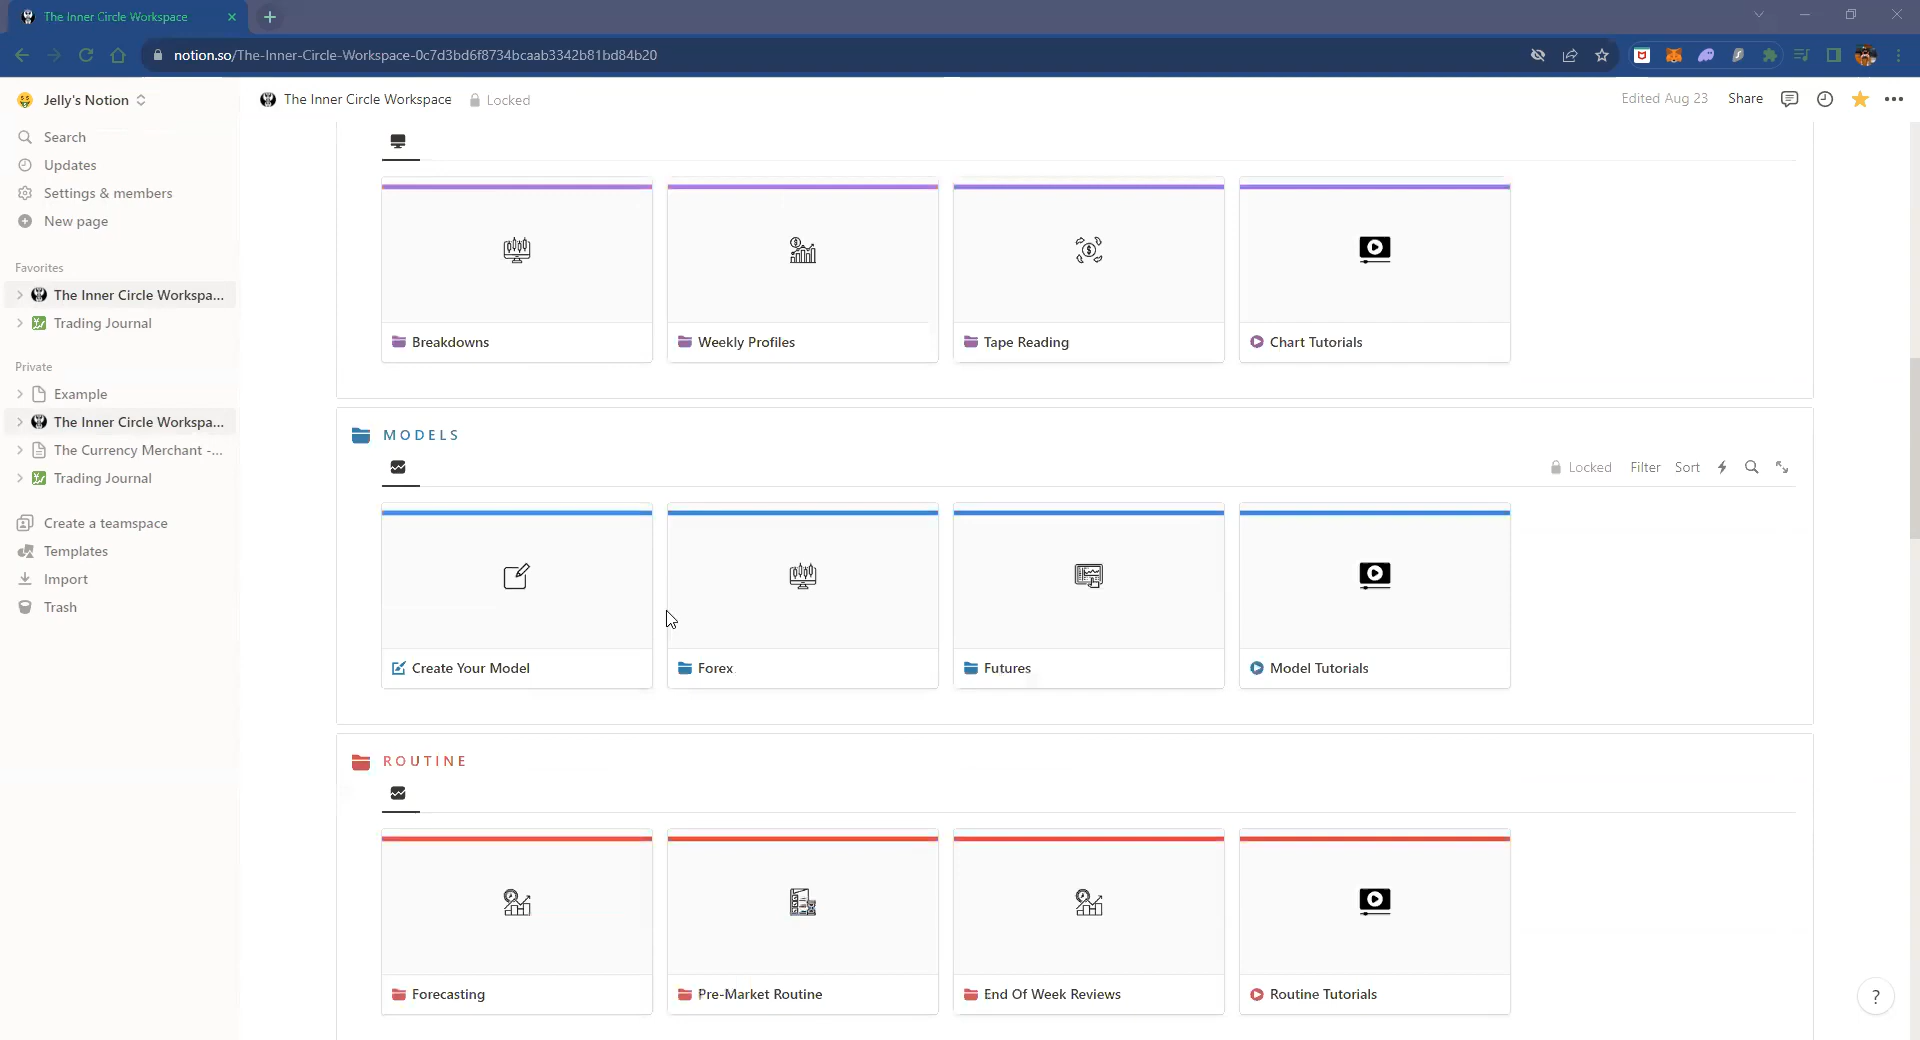 The Inner Circle Workspace
notion.so/The-Inner-Circle-Workspace-0c7d3bd6f8734bcaab3342b81bd84b20
Jelly's Notion
The Inner Circle Workspace
Locked
Edited Aug 23
Share
Search
Updates
Settings & members
New page
Favorites
The Inner Circle Workspa...
Trading Journal
Private
Example
The Inner Circle Workspa...
The Currency Merchant -...
Trading Journal
Create a teamspace
Templates
Import
Trash
Breakdowns
Weekly Profiles
Tape Reading
Chart Tutorials
MODELS
Locked
Filter
Sort
Create Your Model
Forex
Futures
Model Tutorials
ROUTINE
Forecasting
Pre-Market Routine
End Of Week Reviews
Routine Tutorials
?